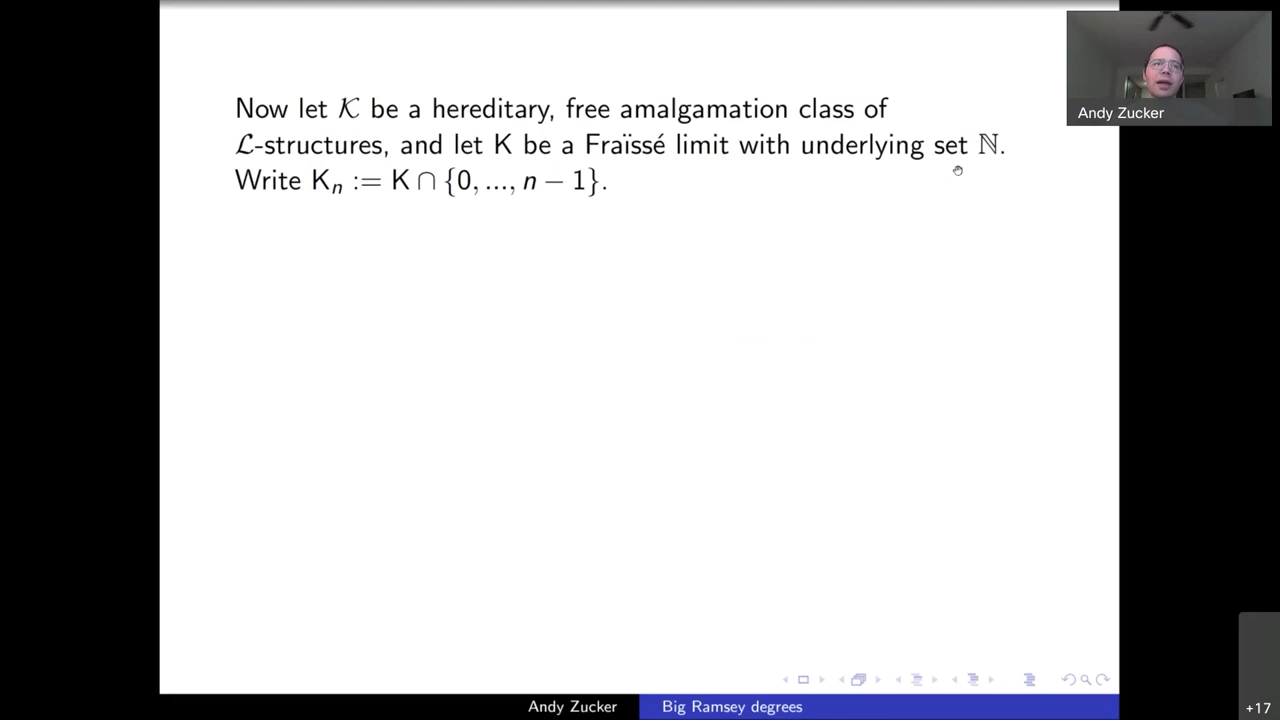 Now let 𝒦 be a hereditary, free amalgamation class of
ℒ-structures, and let K be a Fraïssé limit with underlying set ℕ.
Write Kₙ := K ∩ {0, ..., n − 1}.
Andy Zucker
Andy Zucker
Big Ramsey degrees
+17